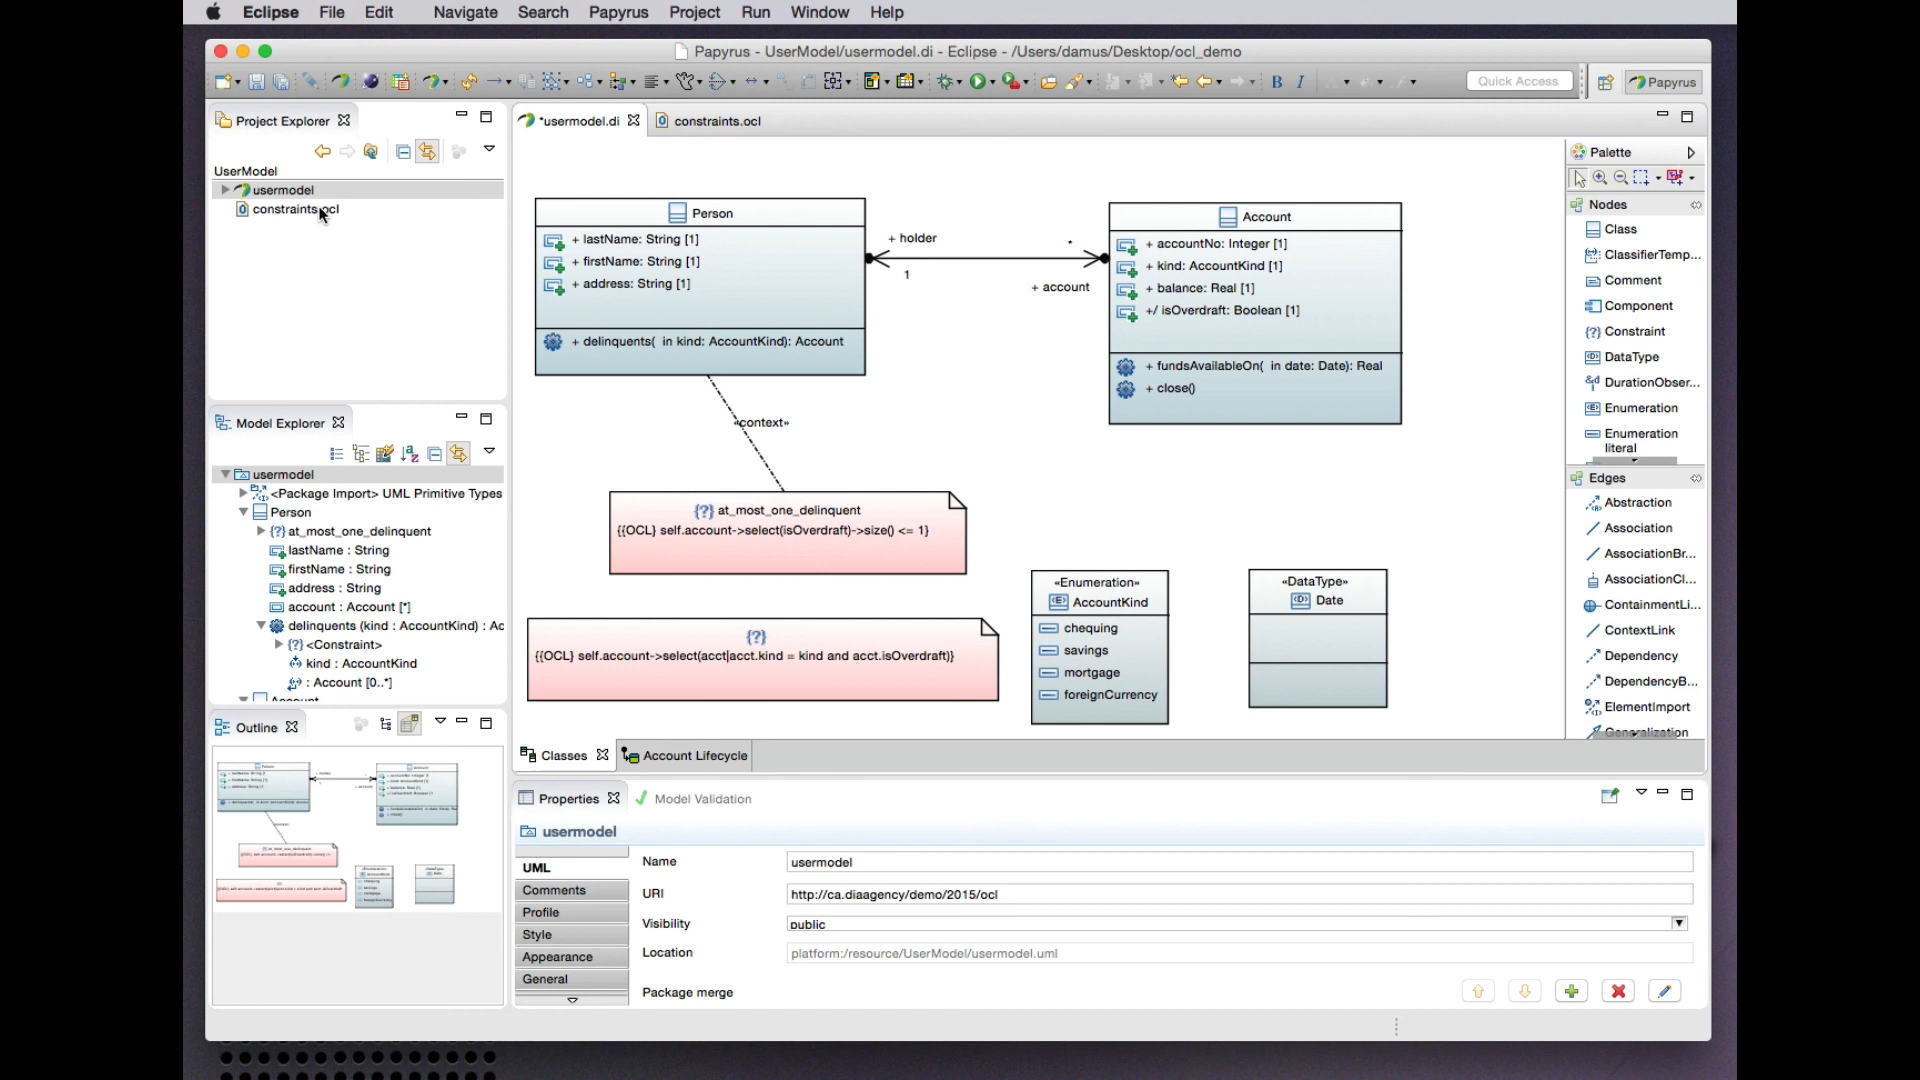 Eclipse File Edit Navigate Search Papyrus Project Run Window Help
Papyrus - UserModel/usermodel.di - Eclipse - /Users/damus/Desktop/ocl_demo
Quick Access
Papyrus
Project Explorer
UserModel
usermodel
constraints.ocl
Model Explorer
usermodel
<Package Import> UML Primitive Types
Person
at_most_one_delinquent
lastName : String
firstName : String
address : String
account : Account [*]
delinquents (kind : AccountKind) : Ac
<Constraint>
kind : AccountKind
: Account [0..*]
Account
Outline
*usermodel.di
constraints.ocl
Person
+ lastName: String [1]
+ firstName: String [1]
+ address: String [1]
+ delinquents( in kind: AccountKind): Account
+ holder
1
*
+ account
Account
+ accountNo: Integer [1]
+ kind: AccountKind [1]
+ balance: Real [1]
+/ isOverdraft: Boolean [1]
+ fundsAvailableOn( in date: Date): Real
+ close()
«context»
{?} at_most_one_delinquent
{{OCL} self.account->select(isOverdraft)->size() <= 1}
{?}
{{OCL} self.account->select(acct|acct.kind = kind and acct.isOverdraft)}
«Enumeration»
AccountKind
chequing
savings
mortgage
foreignCurrency
«DataType»
Date
Classes
Account Lifecycle
Palette
Nodes
Class
ClassifierTemp...
Comment
Component
Constraint
DataType
DurationObser...
Enumeration
Enumeration
literal
Edges
Abstraction
Association
AssociationBr...
AssociationCl...
ContainmentLi...
ContextLink
Dependency
DependencyB...
ElementImport
Generalization
Properties
Model Validation
usermodel
UML
Comments
Profile
Style
Appearance
General
Name
usermodel
URI
http://ca.diaagency/demo/2015/ocl
Visibility
public
Location
platform:/resource/UserModel/usermodel.uml
Package merge